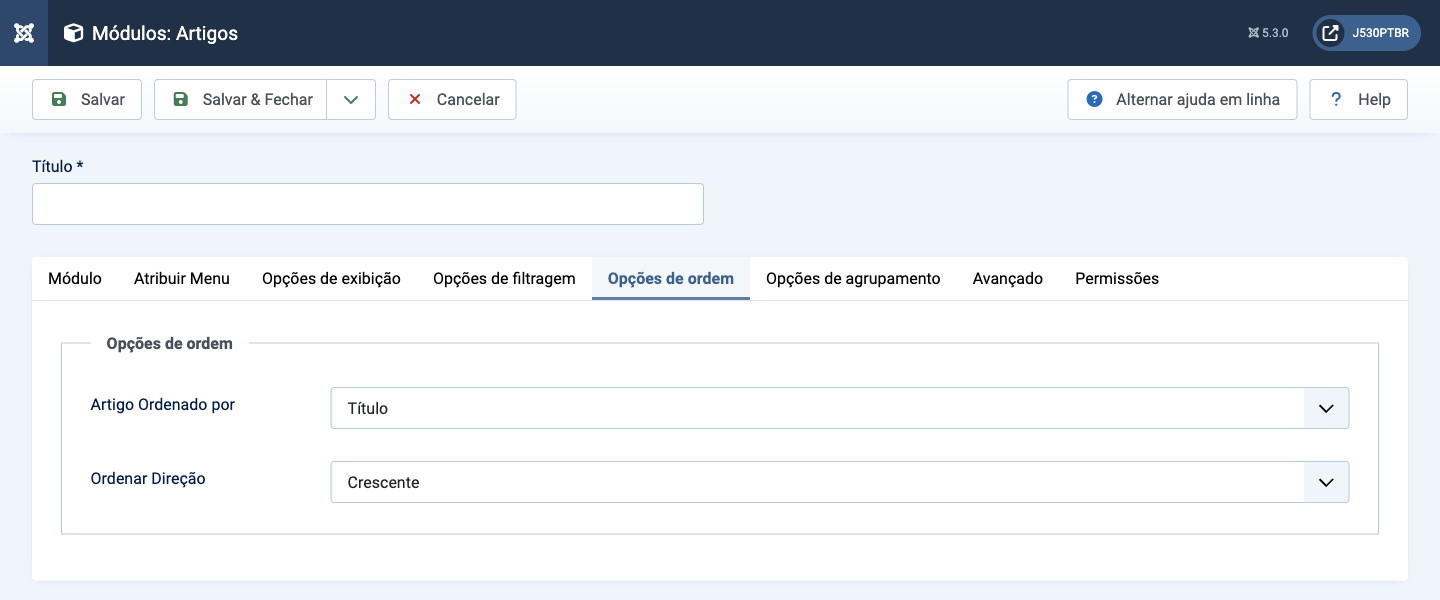 Módulos: Artigos
5.3.0
J530PTBR
Salvar
Salvar & Fechar
Cancelar
Alternar ajuda em linha
? Help
Título *
Módulo
Atribuir Menu
Opções de exibição
Opções de filtragem
Opções de ordem
Opções de agrupamento
Avançado
Permissões
Opções de ordem
Artigo Ordenado por
Título
Ordenar Direção
Crescente